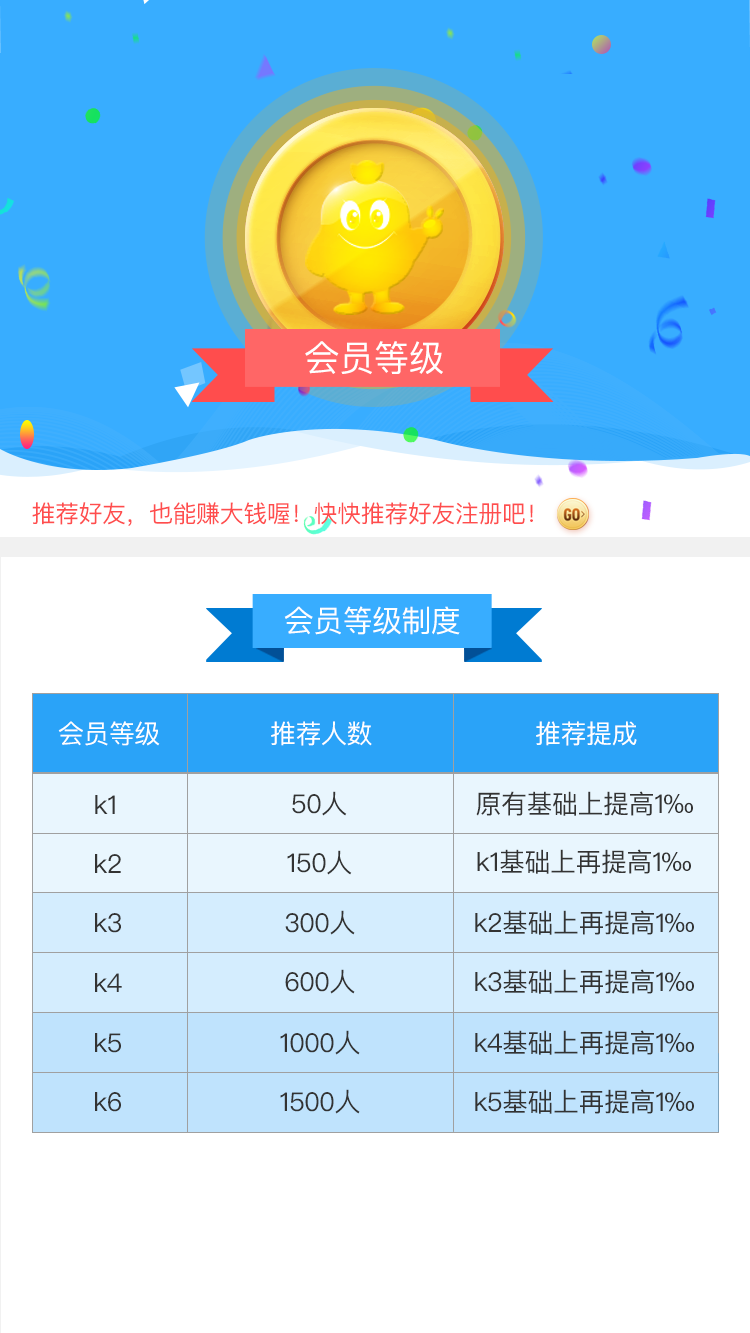 会员等级
推荐好友，也能赚大钱喔！快快推荐好友注册吧！ GO
会员等级制度
会员等级 推荐人数 推荐提成
k1 50人 原有基础上提高1‰
k2 150人 k1基础上再提高1‰
k3 300人 k2基础上再提高1‰
k4 600人 k3基础上再提高1‰
k5 1000人 k4基础上再提高1‰
k6 1500人 k5基础上再提高1‰